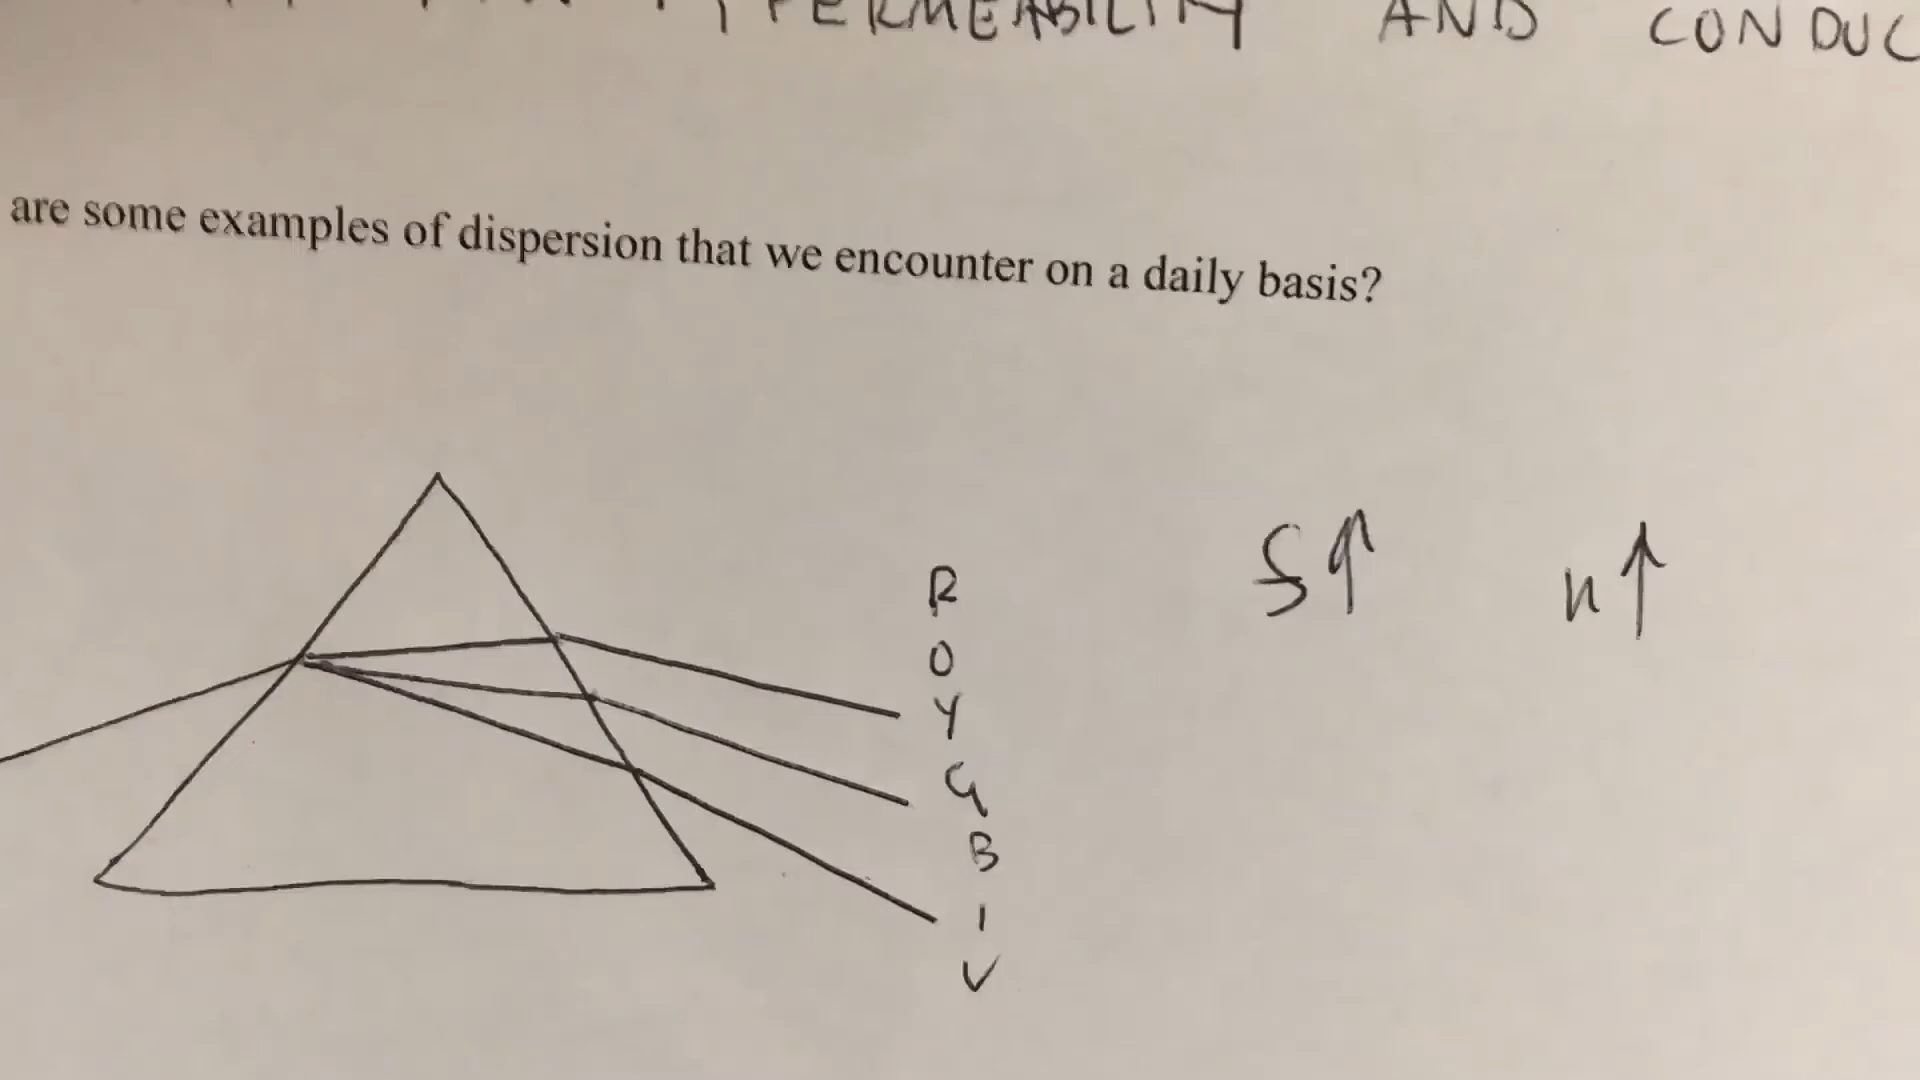 PERMEABILITY AND CONDUC
are some examples of dispersion that we encounter on a daily basis?
R
O
Y
G
B
I
V
f↑ n↑